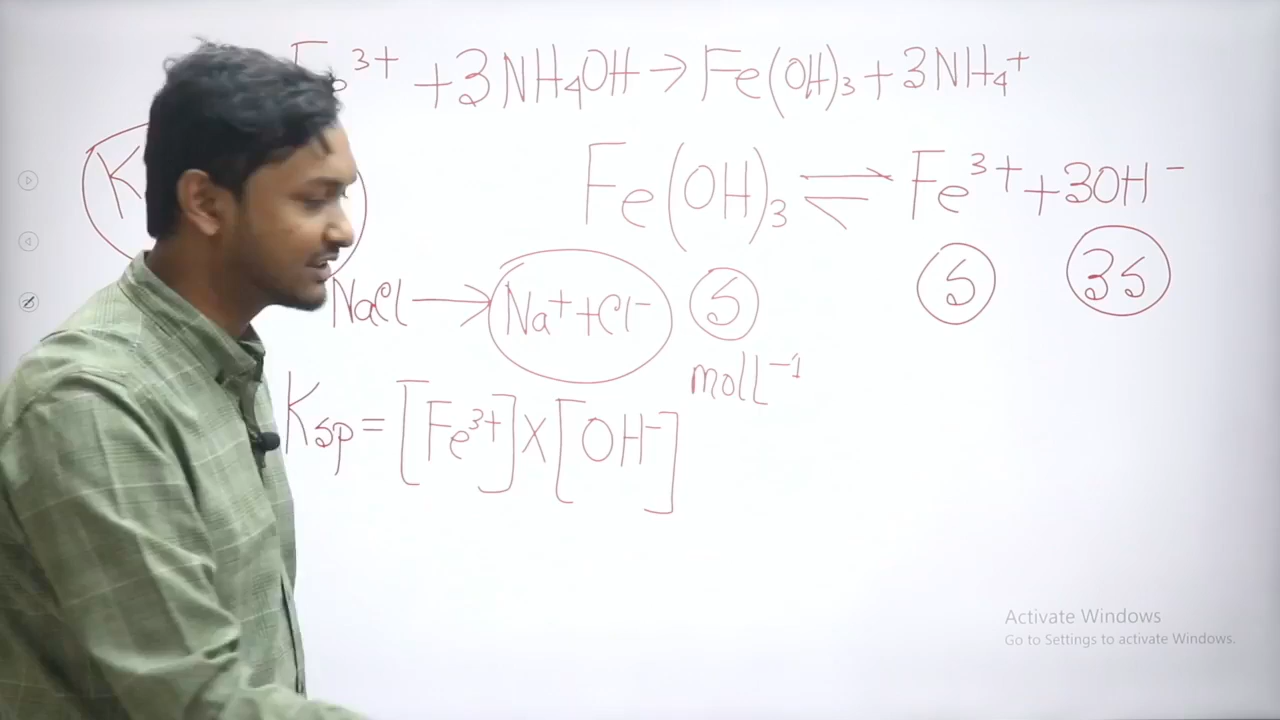 3+ + 3NH₄OH → Fe(OH)₃ + 3NH₄⁺
Fe(OH)₃ ⇌ Fe³⁺ + 3OH⁻
K
S 3S
NaCl → Na⁺ + Cl⁻ S
molL⁻¹
Ksp = [Fe³⁺] X [OH⁻]
Activate Windows
Go to Settings to activate Windows.